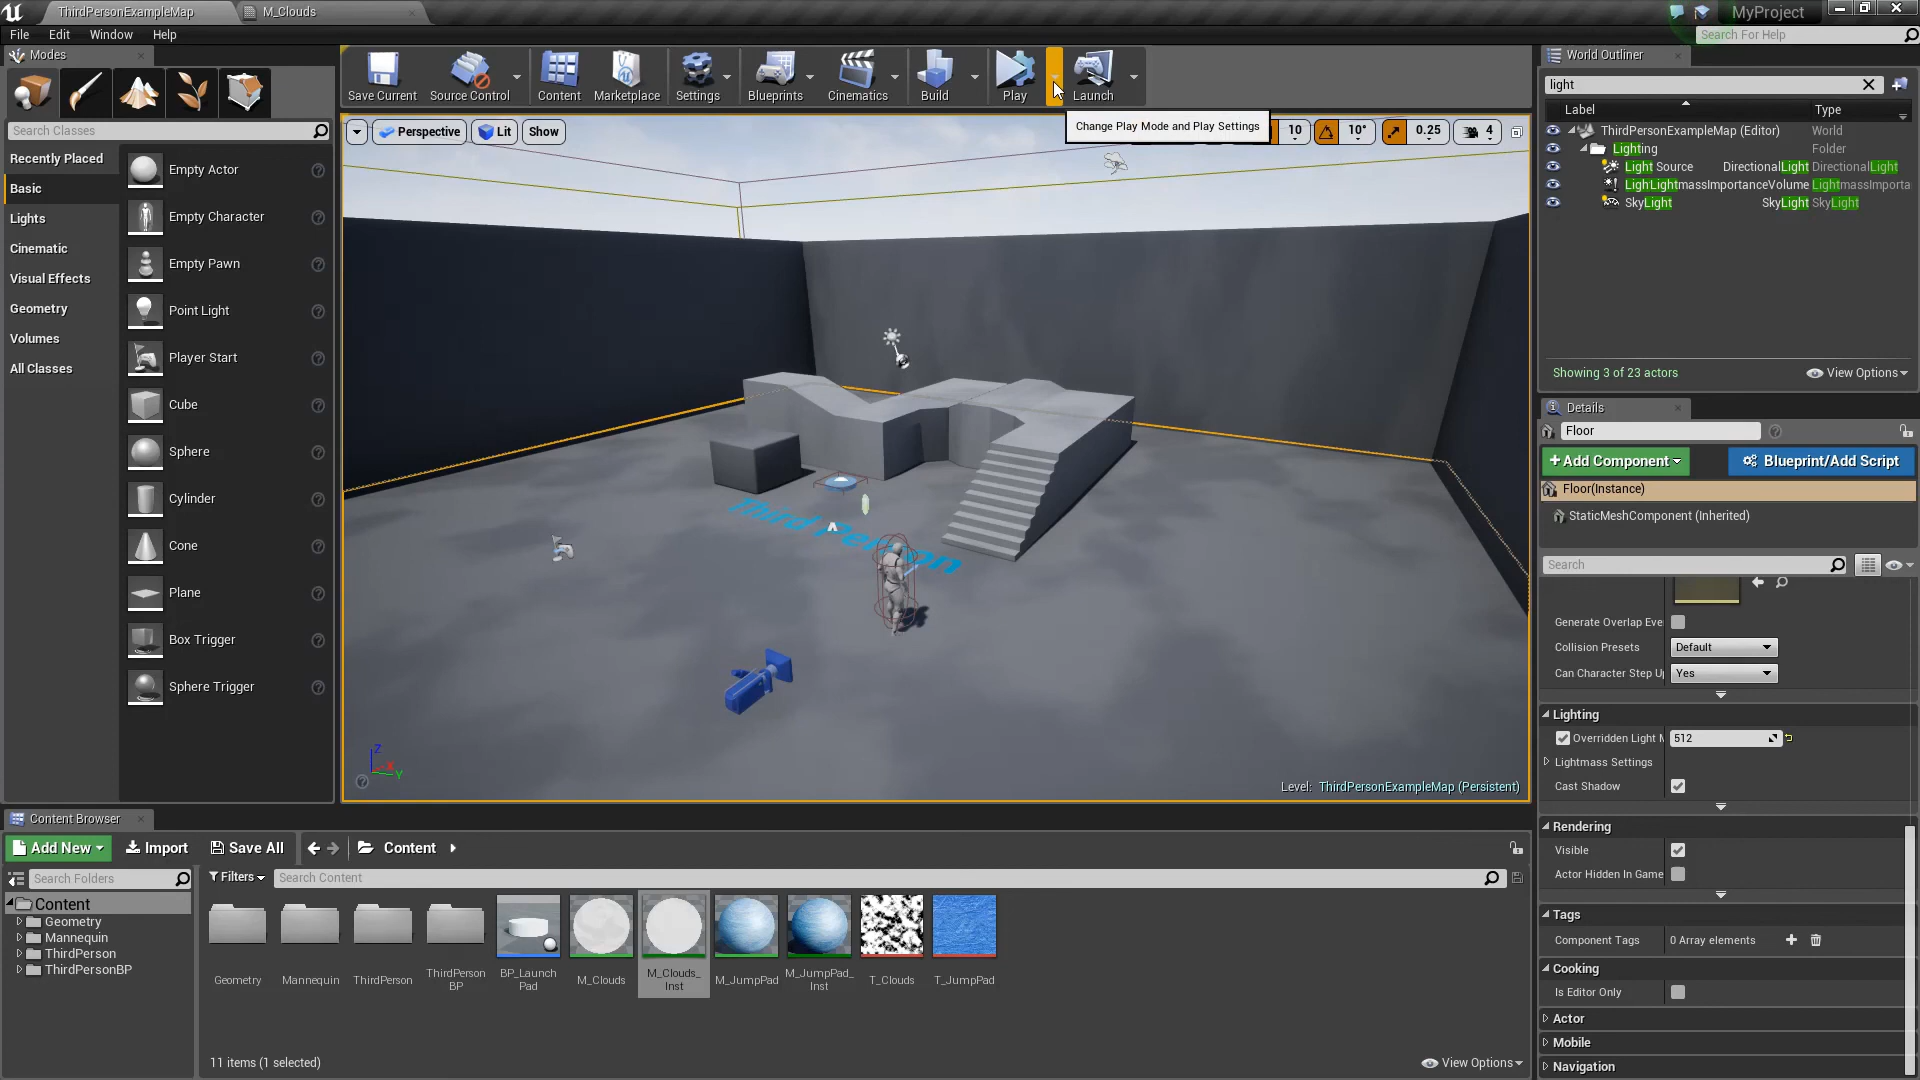 ThirdPersonExampleMap
M_Clouds
MyProject
File
Edit
Window
Help
Search For Help
Modes
Search Classes
Recently Placed
Basic
Lights
Cinematic
Visual Effects
Geometry
Volumes
All Classes
Empty Actor
Empty Character
Empty Pawn
Point Light
Player Start
Cube
Sphere
Cylinder
Cone
Plane
Box Trigger
Sphere Trigger
Save Current
Source Control
Content
Marketplace
Settings
Blueprints
Cinematics
Build
Play
Launch
Change Play Mode and Play Settings
Perspective
Lit
Show
10
10°
0.25
4
Third Person
Z
X
Y
Level: ThirdPersonExampleMap (Persistent)
World Outliner
light
Label
Type
ThirdPersonExampleMap (Editor)
World
Lighting
Folder
Light Source
DirectionalLight
DirectionalLight
LighLightmassImportanceVolume
Lightmassimporta
SkyLight
SkyLight
SkyLight
Showing 3 of 23 actors
View Options
Details
Floor
+Add Component
Blueprint/Add Script
Floor(Instance)
StaticMeshComponent (Inherited)
Search
Generate Overlap Eve
Collision Presets
Default
Can Character Step U
Yes
Lighting
Overridden Light M
512
Lightmass Settings
Cast Shadow
Rendering
Visible
Actor Hidden In Game
Tags
Component Tags
0 Array elements
Cooking
Is Editor Only
Actor
Mobile
Navigation
Content Browser
Add New
Import
Save All
Content
Search Folders
Filters
Search Content
Content
Geometry
Mannequin
ThirdPerson
ThirdPersonBP
Geometry
Mannequin
ThirdPerson
ThirdPerson
BP
BP_Launch
Pad
M_Clouds
M_Clouds_
Inst
M_JumpPad
M_JumpPad_
Inst
T_Clouds
T_JumpPad
11 items (1 selected)
View Options